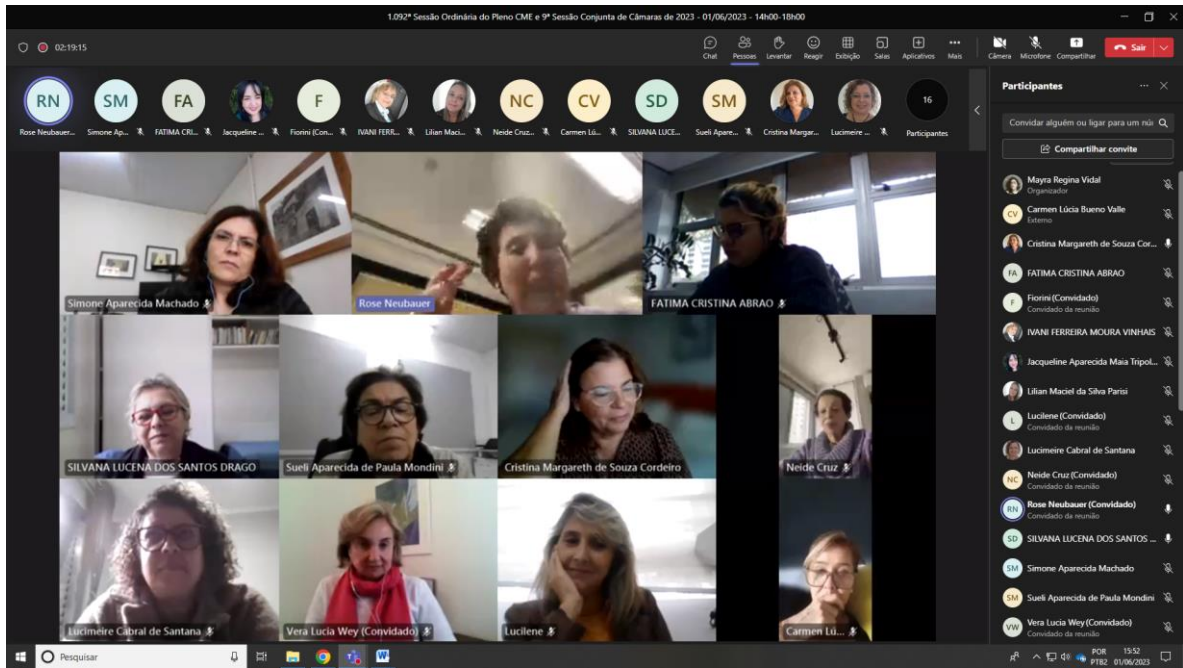 1.092ª Sessão Ordinária do Pleno CME e 9ª Sessão Conjunta de Câmaras de 2023 - 01/06/2023 - 14h00-18h00
02:19:15
Chat Pessoas Levantar Reagir Exibição Salas Aplicativos Mais Câmera Microfone Compartilhar Sair
RN SM FA F NC CV SD SM 16
Rose Neubauer... Simone Ap... FATIMA CRI... Jacqueline ... Fiorini (Con... IVANI FERR... Lilian Maci... Neide Cruz... Carmen Lú... SILVANA LUCE... Sueli Apare... Cristina Margar... Lucimeire ... Participantes
Simone Aparecida Machado Rose Neubauer FATIMA CRISTINA ABRAO
SILVANA LUCENA DOS SANTOS DRAGO Sueli Aparecida de Paula Mondini Cristina Margareth de Souza Cordeiro Neide Cruz
Lucimeire Cabral de Santana Vera Lucia Wey (Convidado) Lucilene Carmen Lú...
Participantes
Convidar alguém ou ligar para um nú
Compartilhar convite
Mayra Regina Vidal
Organizador
CV Carmen Lúcia Bueno Valle
Externo
Cristina Margareth de Souza Cor...
FA FATIMA CRISTINA ABRAO
F Fiorini (Convidado)
Convidado da reunião
IVANI FERREIRA MOURA VINHAIS
Jacqueline Aparecida Maia Tripol...
Lilian Maciel da Silva Parisi
L Lucilene (Convidado)
Convidado da reunião
Lucimeire Cabral de Santana
NC Neide Cruz (Convidado)
Convidado da reunião
RN Rose Neubauer (Convidado)
Convidado da reunião
SD SILVANA LUCENA DOS SANTOS ...
SM Simone Aparecida Machado
SM Sueli Aparecida de Paula Mondini
VW Vera Lucia Wey (Convidado)
Convidado da reunião
Pesquisar
POR 15:52
PTB2 01/06/2023